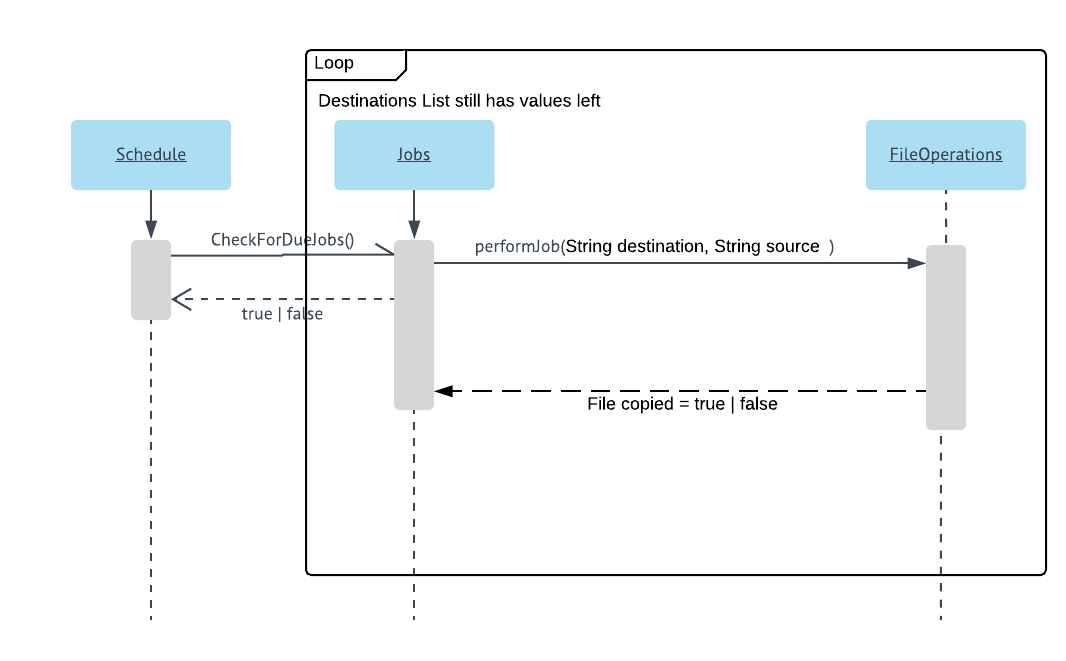 Loop
Destinations List still has values left
Schedule
Jobs
FileOperations
CheckForDueJobs()
performJob(String destination, String source )
true | false
File copied = true | false